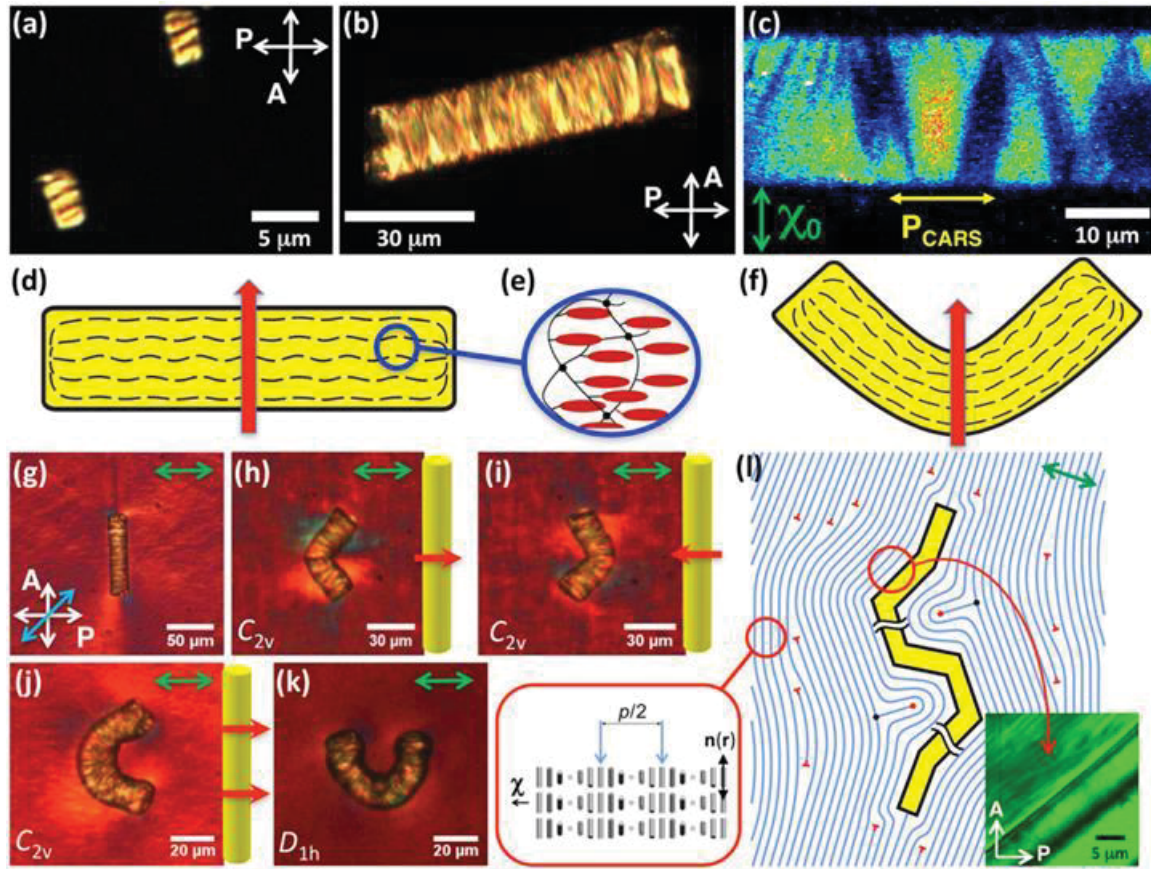 (a)
P
A
5 μm
(b)
A
P
30 μm
(c)
χ0
PCARS
10 μm
(d)
(e)
(f)
(g)
A
P
50 μm
(h)
C2v
30 μm
(i)
C2v
30 μm
(j)
C2v
20 μm
(k)
D1h
20 μm
p/2
n(r)
χ
(l)
A
P
5 μm